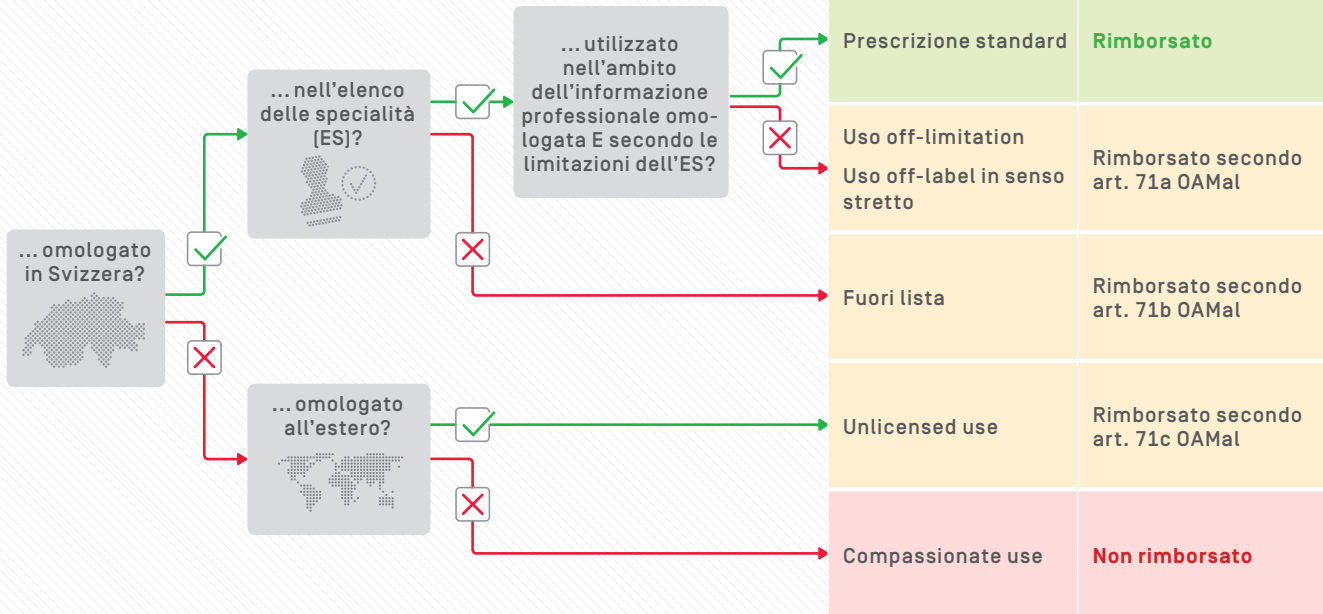 ... omologato
in Svizzera?
... nell'elenco
delle specialità
[ES]?
... utilizzato
nell'ambito
dell'informazione
professionale omo-
logata E secondo le
limitazioni dell'ES?
... omologato
all'estero?
Prescrizione standard
Rimborsato
Uso off-limitation
Uso off-label in senso
stretto
Rimborsato secondo
art. 71a OAMal
Fuori lista
Rimborsato secondo
art. 71b OAMal
Unlicensed use
Rimborsato secondo
art. 71c OAMal
Compassionate use
Non rimborsato